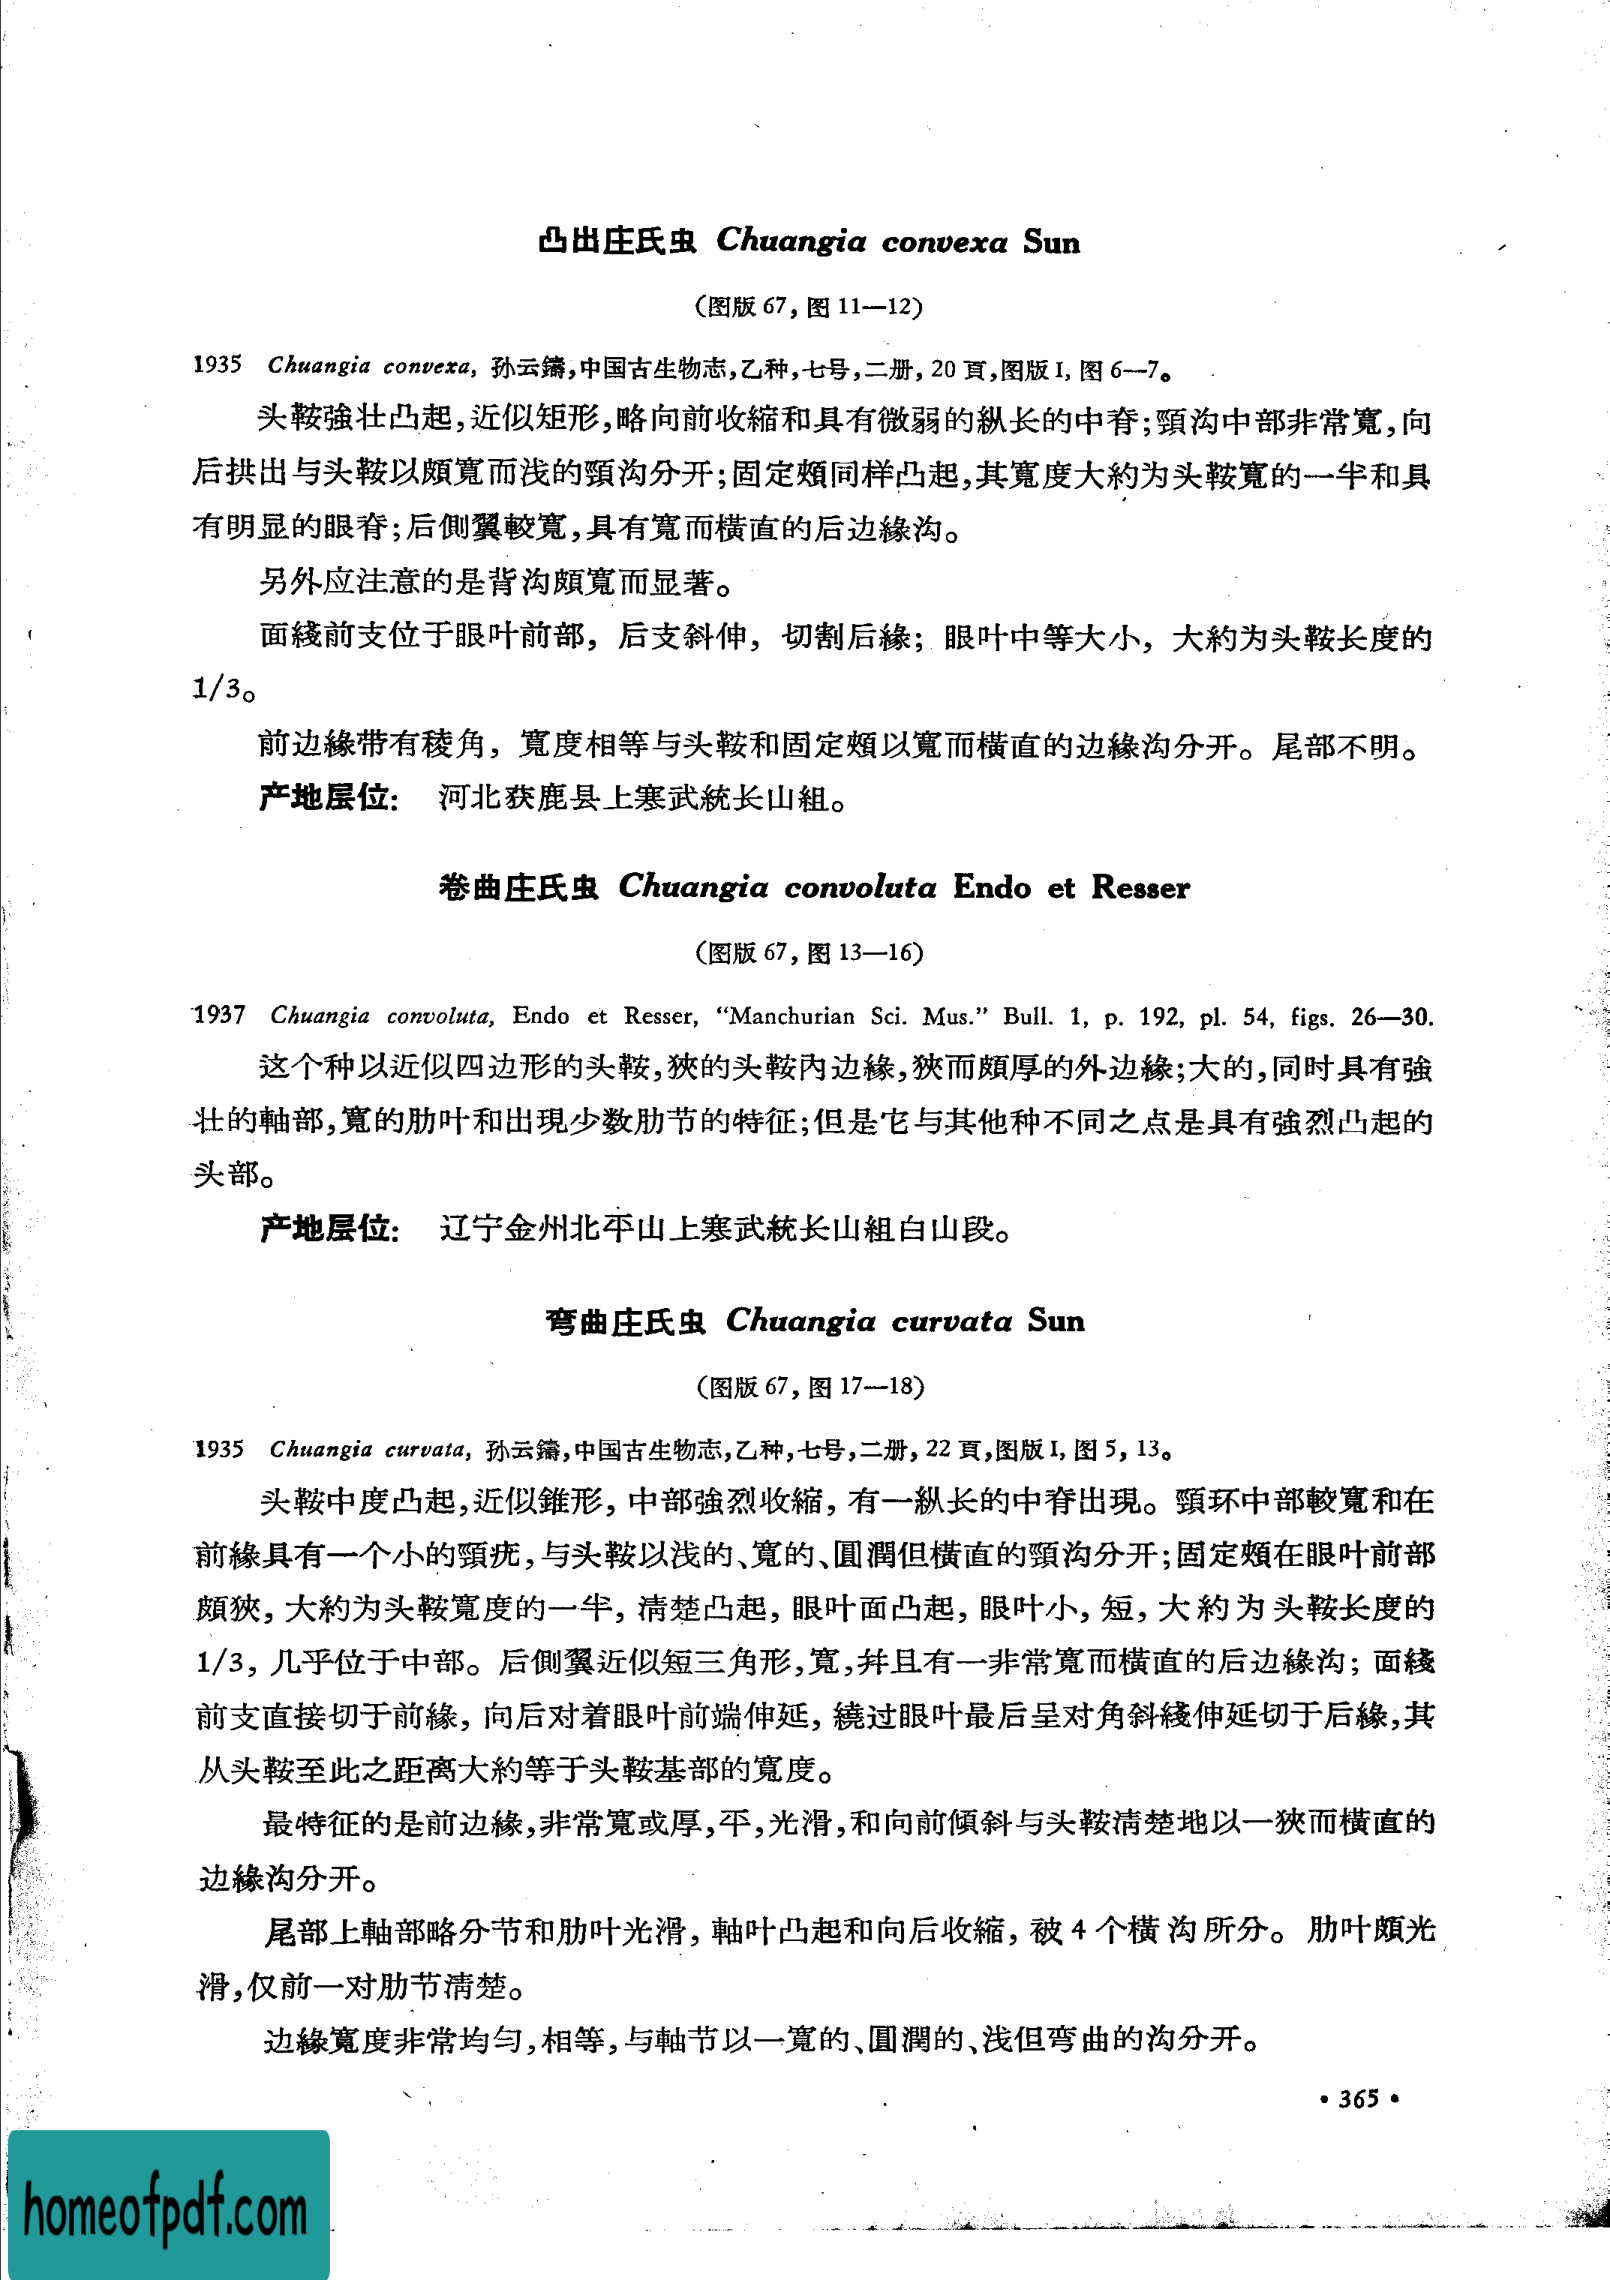 凸出庄氏虫 Chuangia convexa Sun
（图版 67，图 11—12）
1935 Chuangia convexa, 孙云鑄，中国古生物志，乙种，七号，二册，20 頁，图版 I, 图 6—7。
头鞍強壮凸起，近似矩形，略向前收縮和具有微弱的縱长的中脊；頸沟中部非常寬，向
后拱出与头鞍以頗寬而浅的頸沟分开；固定頰同样凸起，其寬度大約为头鞍寬的一半和具
有明显的眼脊；后側翼較寬，具有寬而橫直的后边緣沟。
另外应注意的是背沟頗寬而显著。
面綫前支位于眼叶前部，后支斜伸，切割后緣；眼叶中等大小，大約为头鞍长度的
1/3。
前边緣带有稜角，寬度相等与头鞍和固定頰以寬而橫直的边緣沟分开。尾部不明。
产地层位： 河北获鹿县上寒武統长山組。
卷曲庄氏虫 Chuangia convoluta Endo et Resser
（图版 67，图 13—16）
1937 Chuangia convoluta, Endo et Resser, “Manchurian Sci. Mus.” Bull. 1, p. 192, pl. 54, figs. 26—30.
这个种以近似四边形的头鞍，狹的头鞍內边緣，狹而頗厚的外边緣；大的，同时具有強
壮的軸部，寬的肋叶和出現少数肋节的特征；但是它与其他种不同之点是具有強烈凸起的
头部。
产地层位： 辽宁金州北平山上寒武統长山組白山段。
弯曲庄氏虫 Chuangia curvata Sun
（图版 67，图 17—18）
1935 Chuangia curvata, 孙云鑄，中国古生物志，乙种，七号，二册，22 頁，图版 I, 图 5，13。
头鞍中度凸起，近似錐形，中部強烈收縮，有一縱长的中脊出現。頸环中部較寬和在
前緣具有一个小的頸疣，与头鞍以浅的、寬的、圓潤但橫直的頸沟分开；固定頰在眼叶前部
頗狹，大約为头鞍寬度的一半，清楚凸起，眼叶面凸起，眼叶小，短，大約为头鞍长度的
1/3，几乎位于中部。后側翼近似短三角形，寬，并且有一非常寬而橫直的后边緣沟；面綫
前支直接切于前緣，向后对着眼叶前端伸延，繞过眼叶最后呈对角斜綫伸延切于后緣，其
从头鞍至此之距离大約等于头鞍基部的寬度。
最特征的是前边緣，非常寬或厚，平，光滑，和向前傾斜与头鞍清楚地以一狹而橫直的
边緣沟分开。
尾部上軸部略分节和肋叶光滑，軸叶凸起和向后收縮，被 4 个橫沟所分。肋叶頗光
滑，仅前一对肋节清楚。
边緣寬度非常均匀，相等，与軸节以一寬的、圓潤的、浅但弯曲的沟分开。
• 365 •
homeofpdf.com